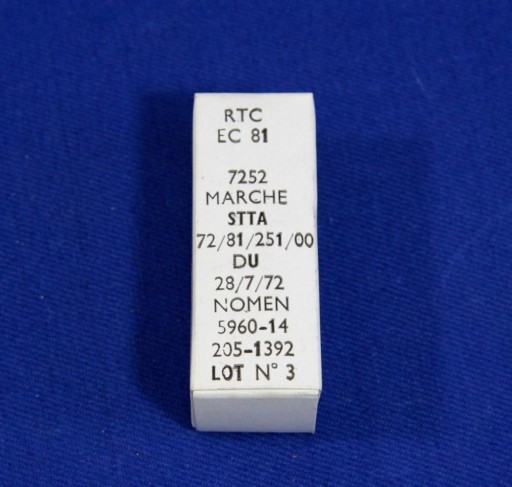 RTC
EC 81
7252
MARCHE
STTA
72/81/251/00
DU
28/7/72
NOMEN
5960-14
205-1392
LOT N° 3